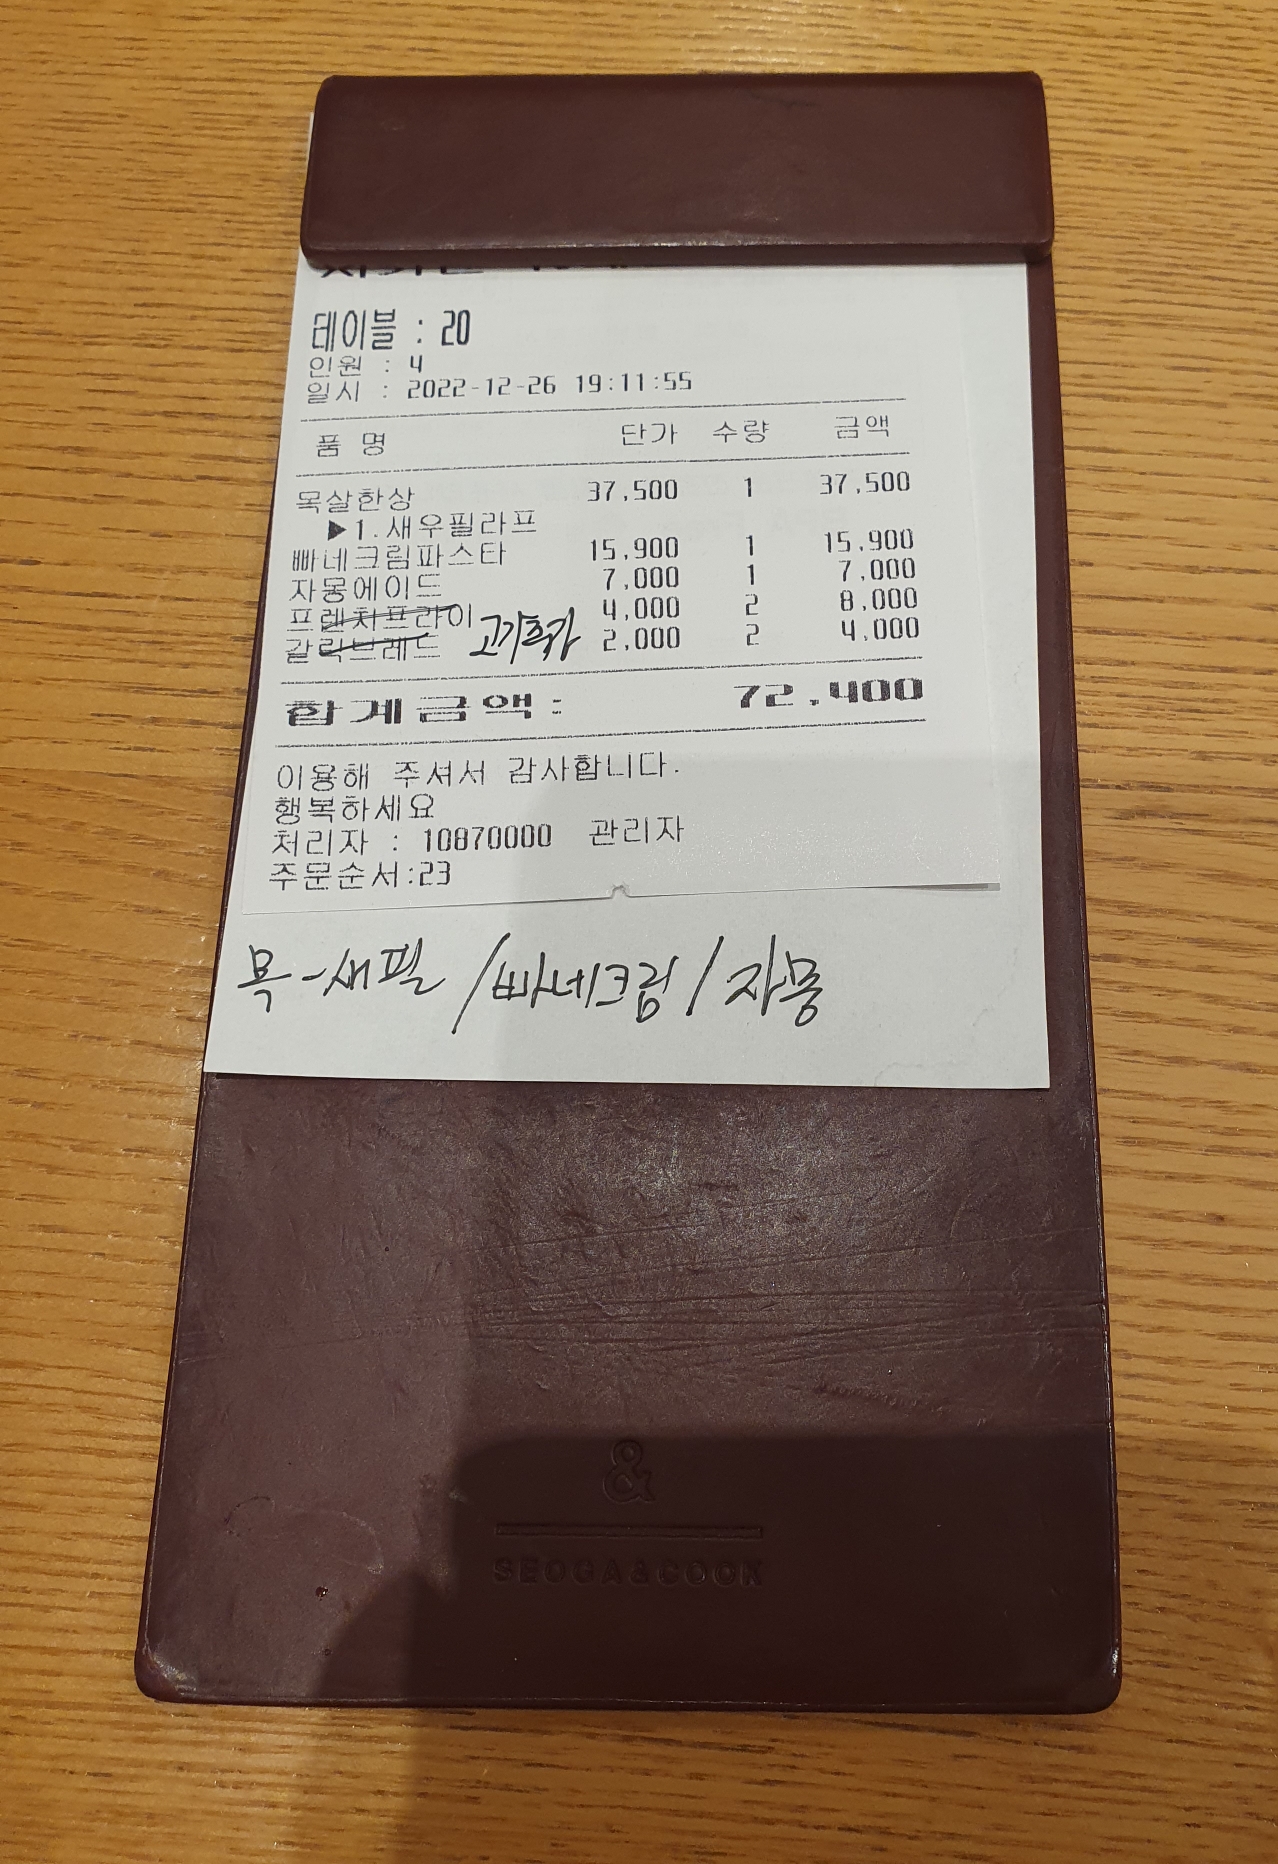 테이블 : 20
인원 : 4
일시 : 2022-12-26 19:11:55
품 명 단가 수량 금액
목살한상 37,500 1 37,500
▶1.새우필라프
빠네크림파스타 15,900 1 15,900
자몽에이드 7,000 1 7,000
프렌치프라이 4,000 2 8,000
갈릭브레드 고기추가 2,000 2 4,000
합계금액: 72,400
이용해 주셔서 감사합니다.
행복하세요
처리자 : 10870000 관리자
주문순서:23
목-새필 / 빠네크림 / 자몽
&
SEOGA&COOK